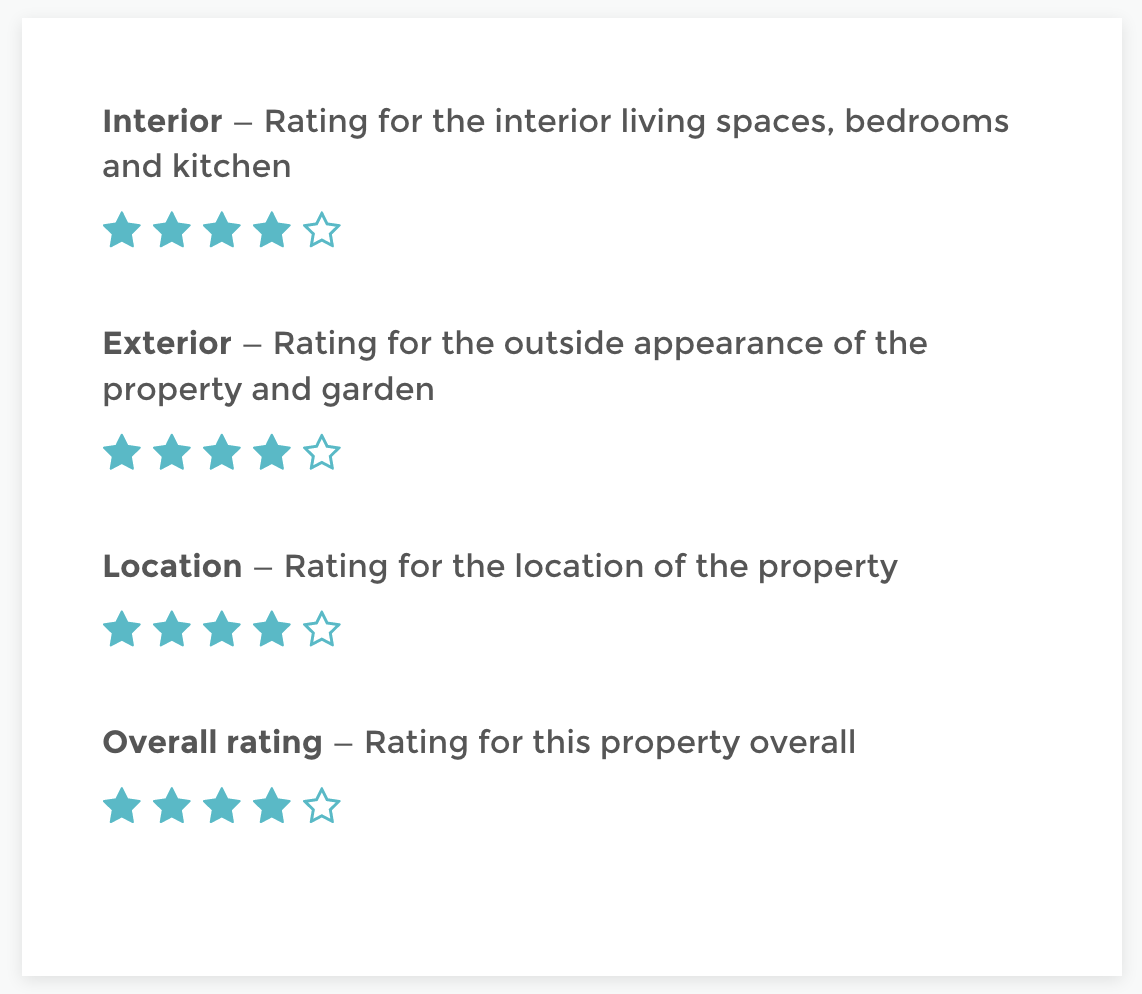 Interior – Rating for the interior living spaces, bedrooms
and kitchen
Exterior – Rating for the outside appearance of the
property and garden
Location – Rating for the location of the property
Overall rating – Rating for this property overall